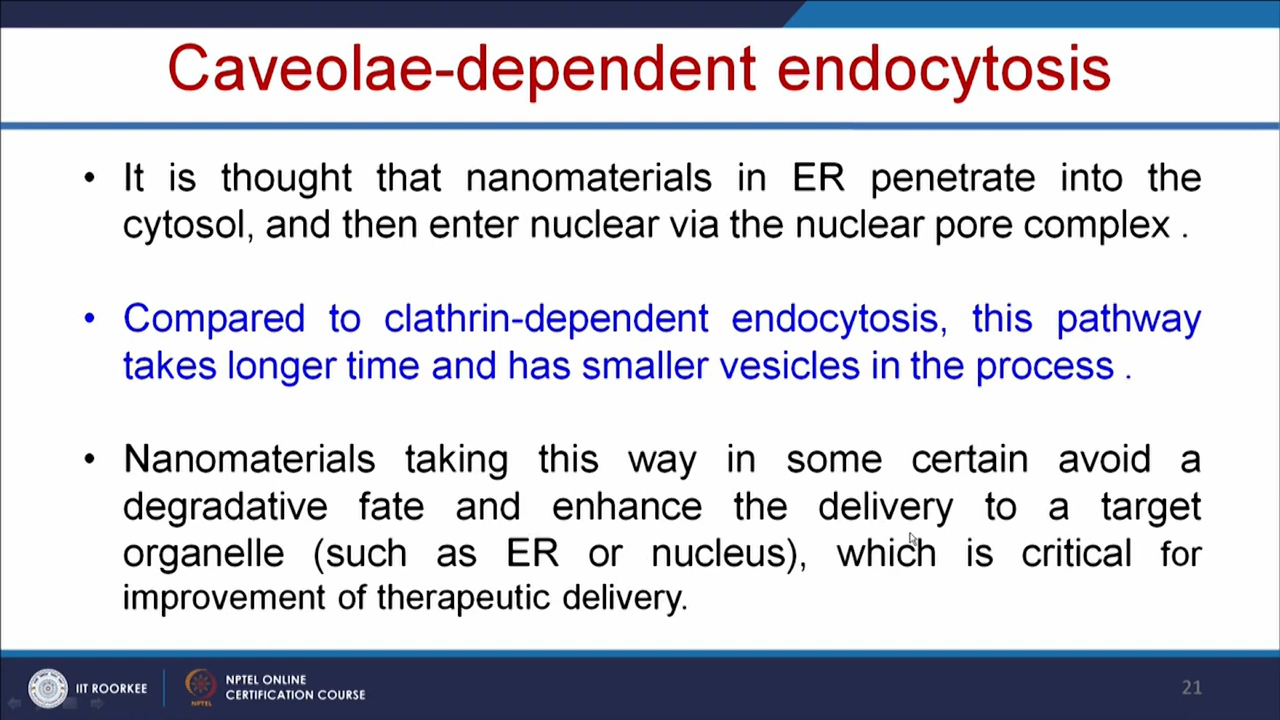 Caveolae-dependent endocytosis
• It is thought that nanomaterials in ER penetrate into the
cytosol, and then enter nuclear via the nuclear pore complex .
• Compared to clathrin-dependent endocytosis, this pathway
takes longer time and has smaller vesicles in the process .
• Nanomaterials taking this way in some certain avoid a
degradative fate and enhance the delivery to a target
organelle (such as ER or nucleus), which is critical for
improvement of therapeutic delivery.
IIT ROORKEE
NPTEL
NPTEL ONLINE
CERTIFICATION COURSE
21